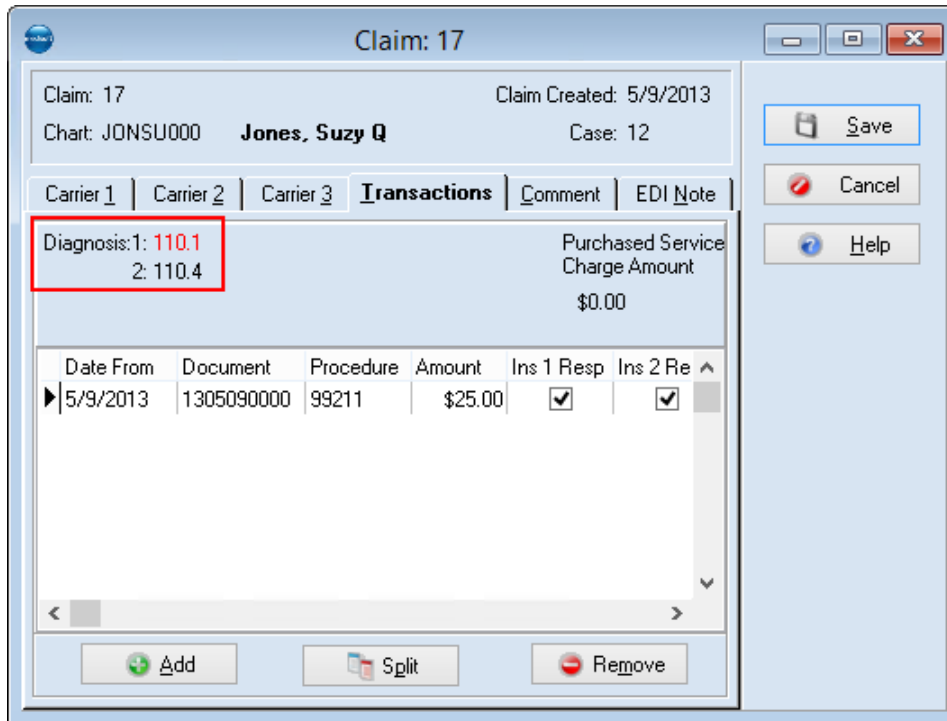 Claim: 17
Claim: 17 Claim Created: 5/9/2013
Chart: JONSU000 Jones, Suzy Q Case: 12
Save
Cancel
Help
Carrier 1 Carrier 2 Carrier 3 Transactions Comment EDI Note
Diagnosis:1: 110.1
2: 110.4
Purchased Service
Charge Amount
$0.00
Date From Document Procedure Amount Ins 1 Resp Ins 2 Re
5/9/2013 1305090000 99211 $25.00
Add Split Remove